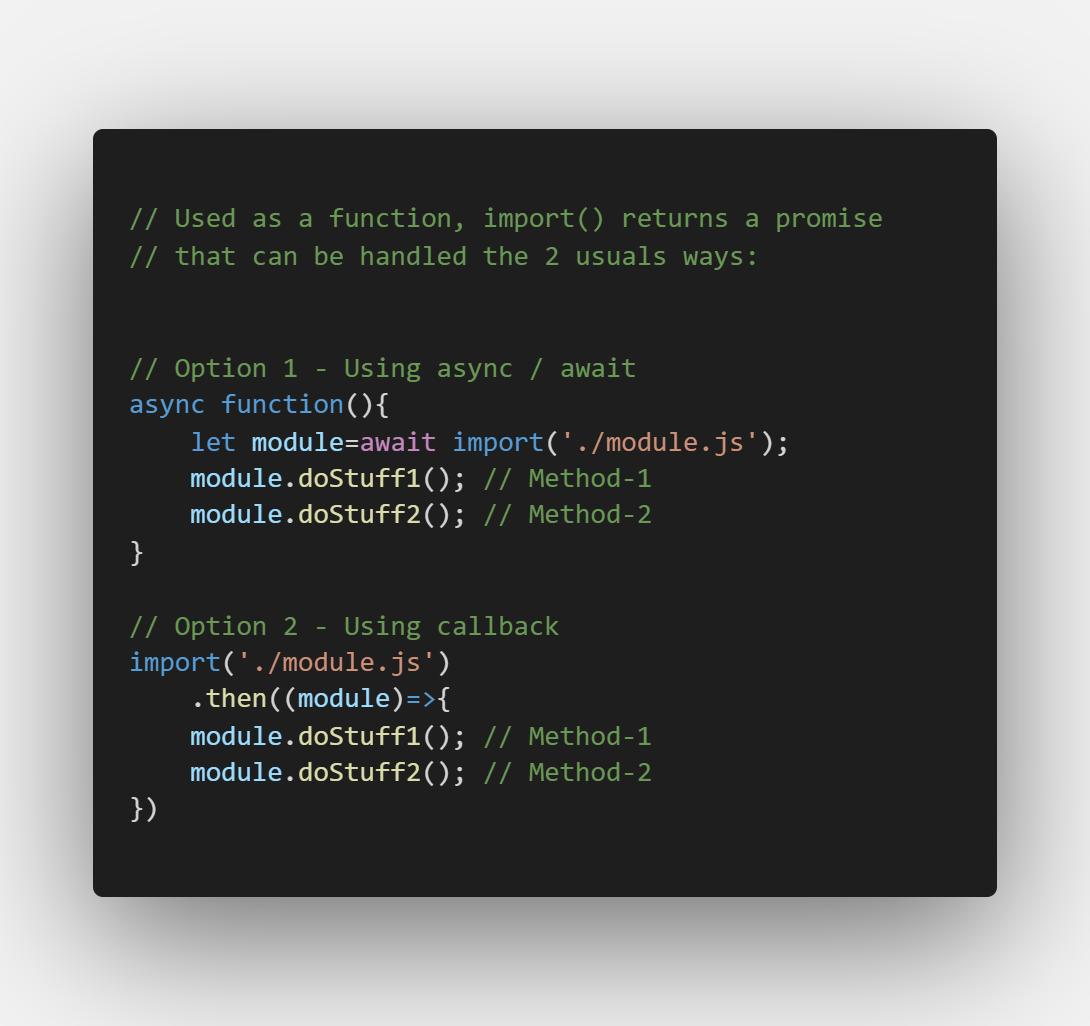 // Used as a function, import() returns a promise
// that can be handled the 2 usuals ways:
// Option 1 - Using async / await
async function(){
    let module=await import('./module.js');
    module.doStuff1(); // Method-1
    module.doStuff2(); // Method-2
}
// Option 2 - Using callback
import('./module.js')
    .then((module)=>{
    module.doStuff1(); // Method-1
    module.doStuff2(); // Method-2
})